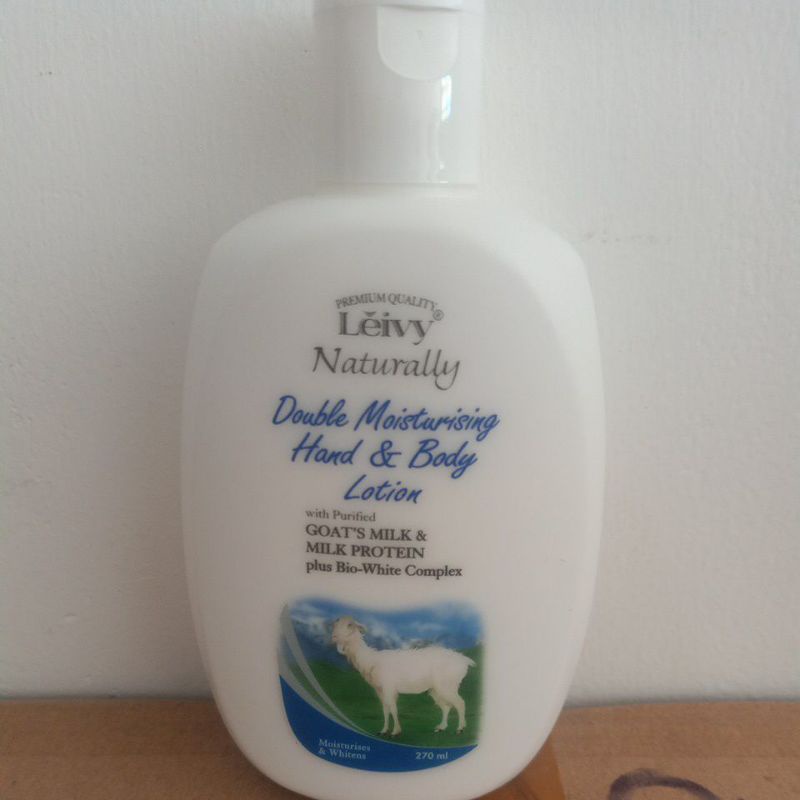 PREMIUM QUALITY
Lěivy®
Naturally
Double Moisturising
Hand & Body
Lotion
with Purified
GOAT'S MILK &
MILK PROTEIN
plus Bio-White Complex
Moisturises
& Whitens
270 ml